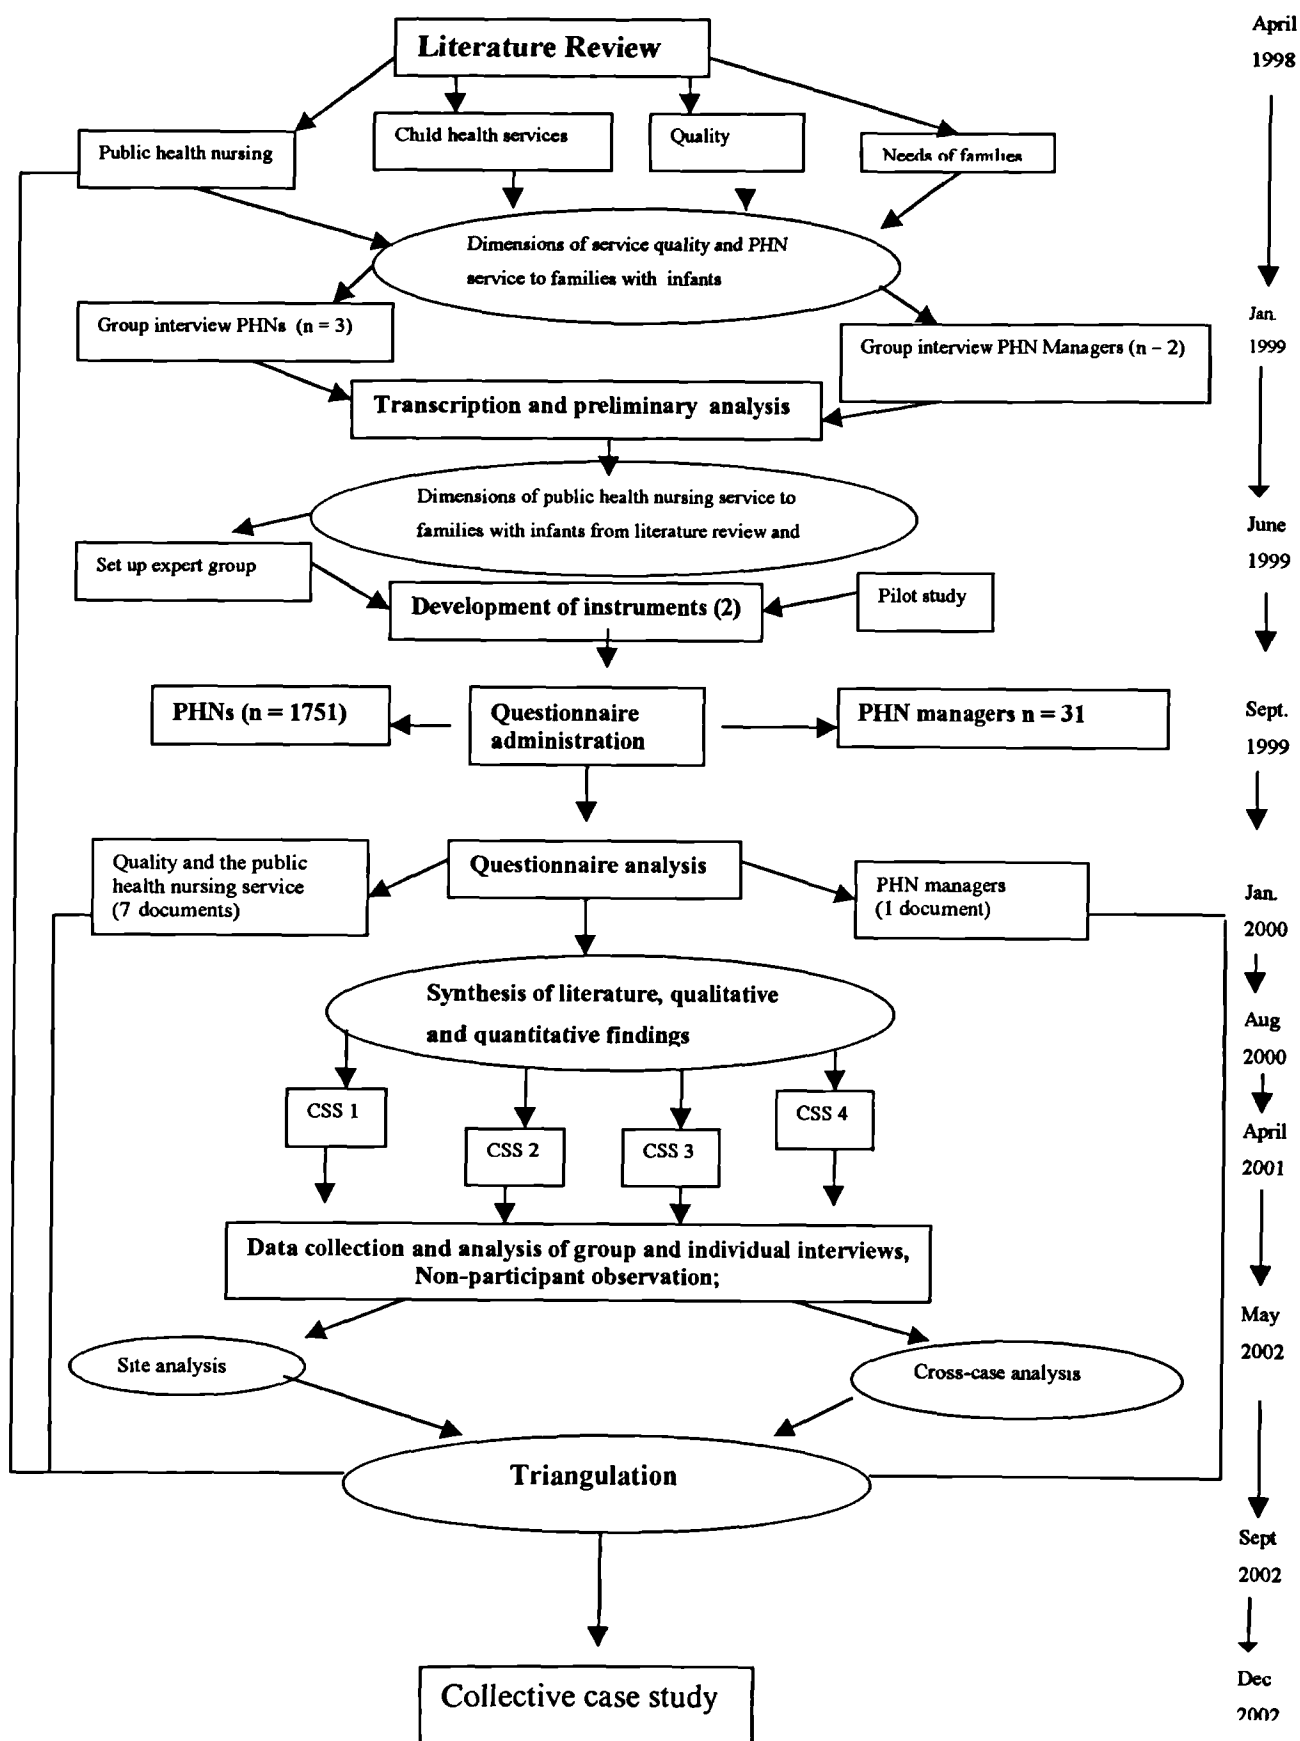 Literature Review
April
1998
Public health nursing
Child health services
Quality
Needs of families
Dimensions of service quality and PHN
service to families with infants
Group interview PHNs (n = 3)
Group interview PHN Managers (n – 2)
Jan.
1999
Transcription and preliminary analysis
Dimensions of public health nursing service to
families with infants from literature review and
June
1999
Set up expert group
Development of instruments (2)
Pilot study
PHNs (n = 1751)
Questionnaire
administration
PHN managers n = 31
Sept.
1999
Quality and the public
health nursing service
(7 documents)
Questionnaire analysis
PHN managers
(1 document)
Jan.
2000
Synthesis of literature, qualitative
and quantitative findings
Aug
2000
CSS 1
CSS 2
CSS 3
CSS 4
April
2001
Data collection and analysis of group and individual interviews,
Non-participant observation;
May
2002
Site analysis
Cross-case analysis
Triangulation
Sept
2002
Collective case study
Dec
2002